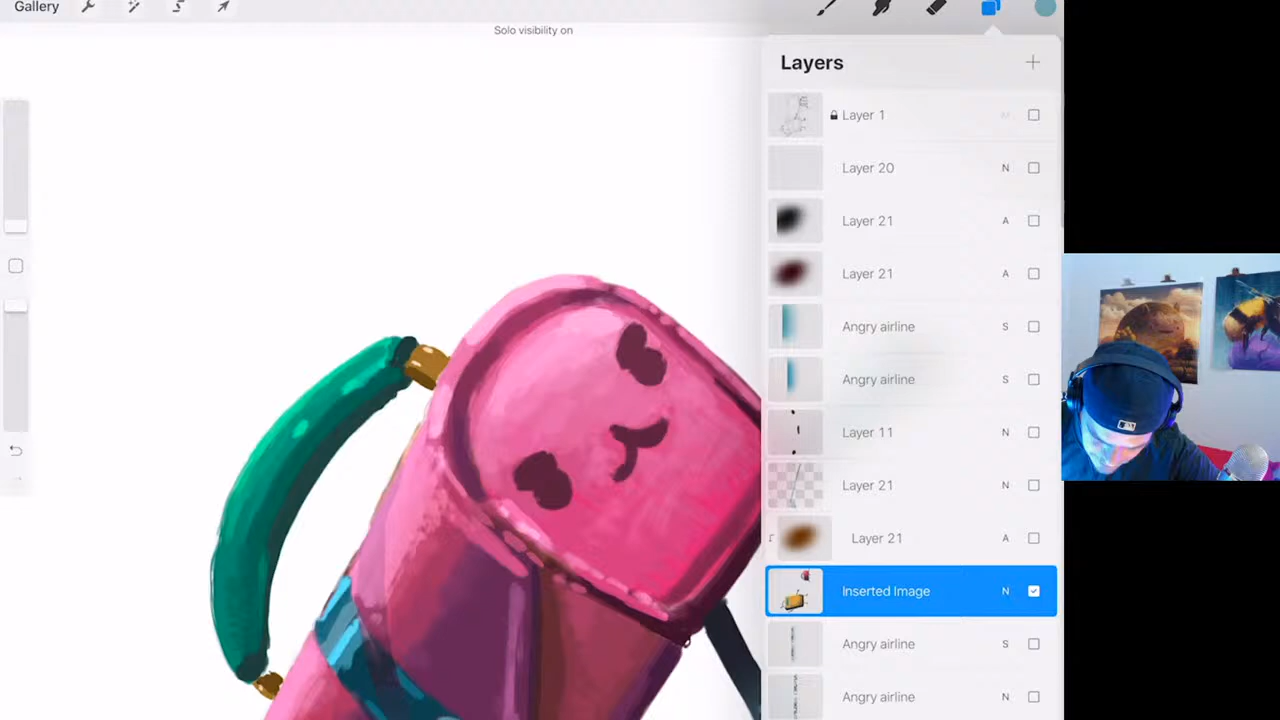 Gallery
Solo visibility on
Layers
Layer 1 M
Layer 20 N
Layer 21 A
Layer 21 A
Angry airline S
Angry airline S
Layer 11 N
Layer 21 N
Layer 21 A
Inserted Image N
Angry airline S
Angry airline N